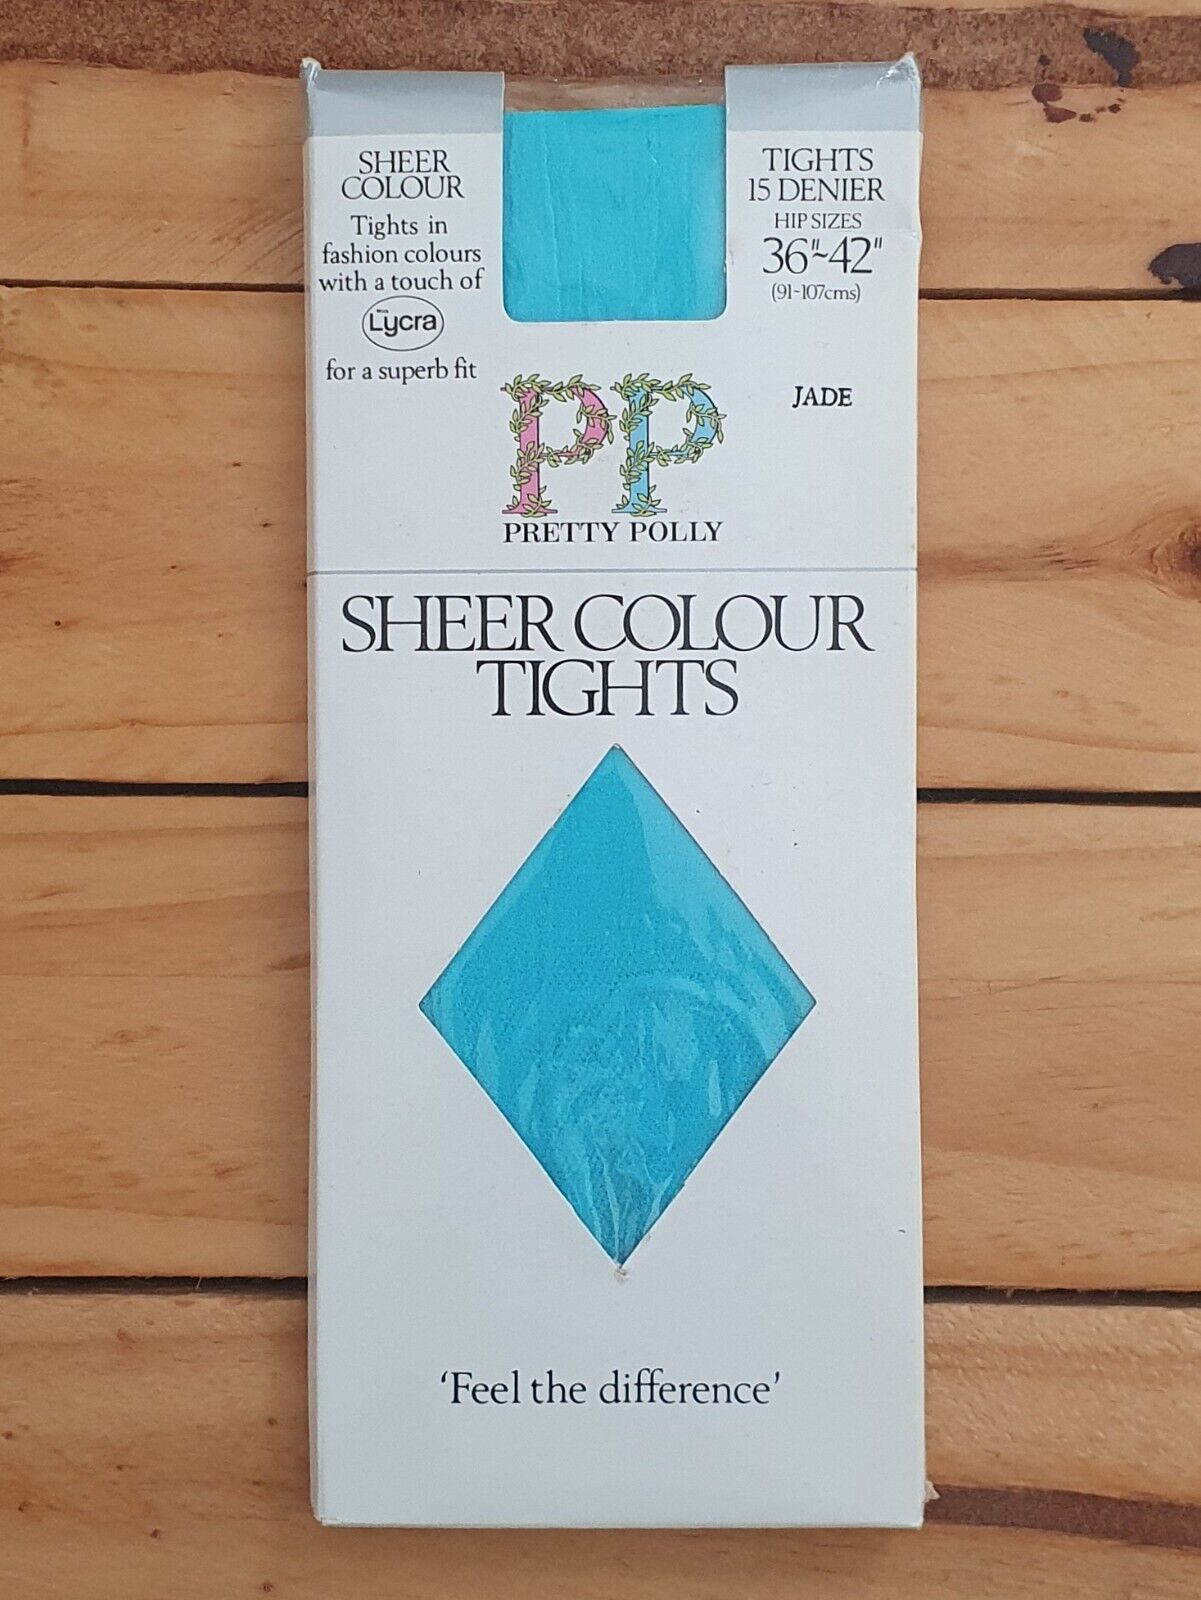 SHEER
COLOUR
Tights in
fashion colours
with a touch of
Lycra
for a superb fit
TIGHTS
15 DENIER
HIP SIZES
36"~42"
(91-107cms)
JADE
PP
PRETTY POLLY
SHEER COLOUR
TIGHTS
‘Feel the difference’